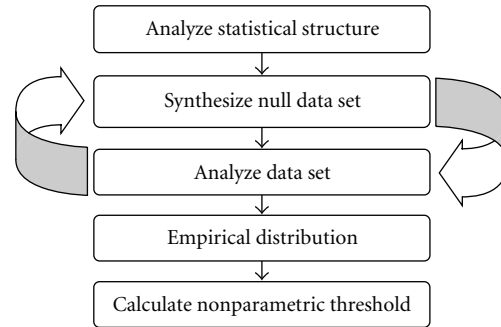 Analyze statistical structure
Synthesize null data set
Analyze data set
Empirical distribution
Calculate nonparametric threshold